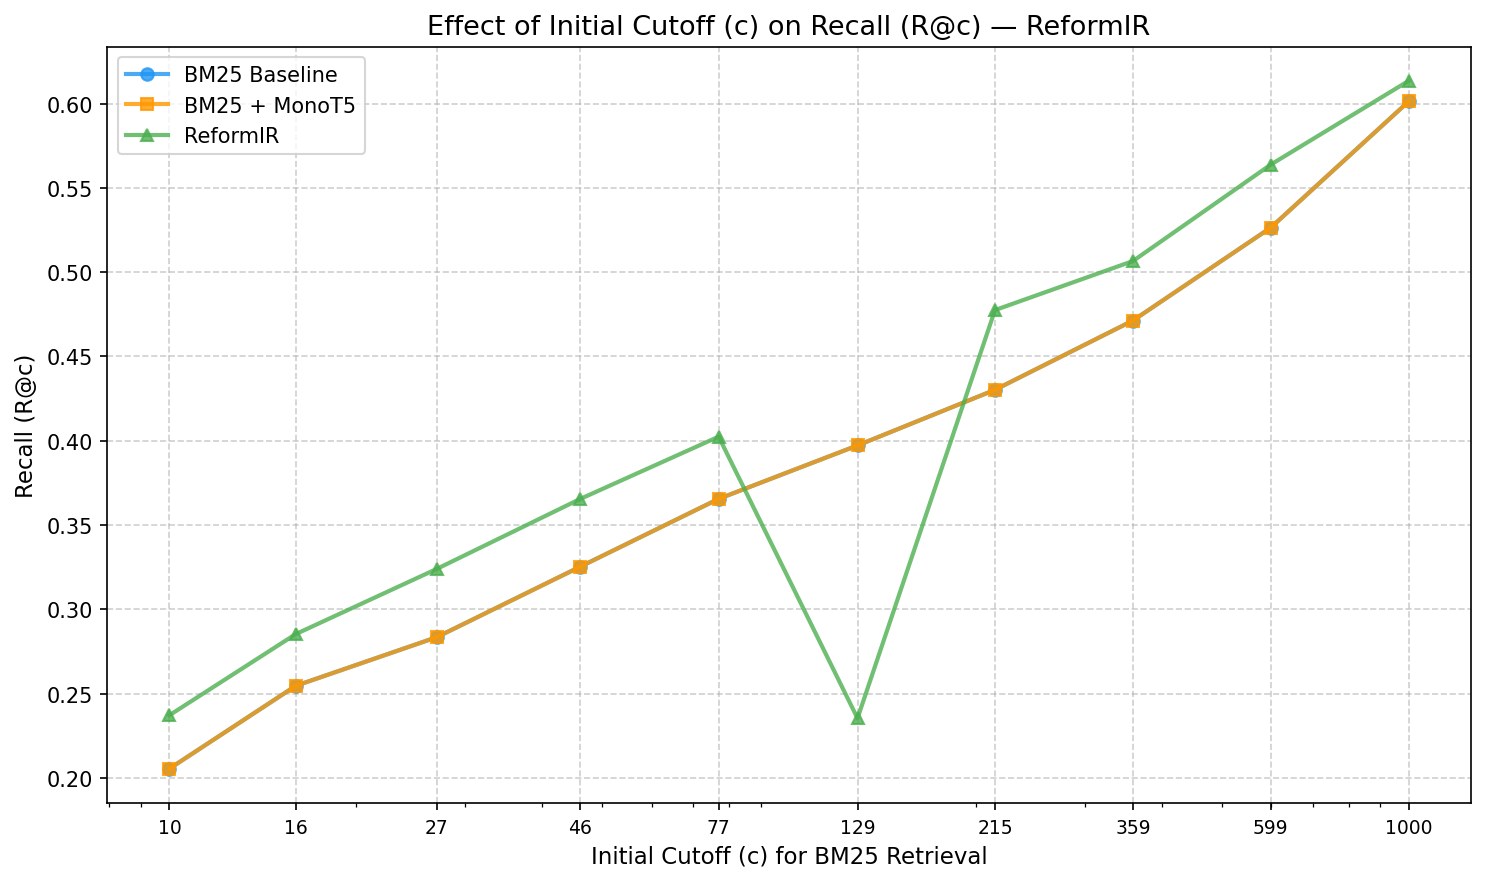 Effect of Initial Cutoff (c) on Recall (R@c) — ReformIR
BM25 Baseline
BM25 + MonoT5
ReformIR
Recall (R@c)
0.60
0.55
0.50
0.45
0.40
0.35
0.30
0.25
0.20
10 16 27 46 77 129 215 359 599 1000
Initial Cutoff (c) for BM25 Retrieval